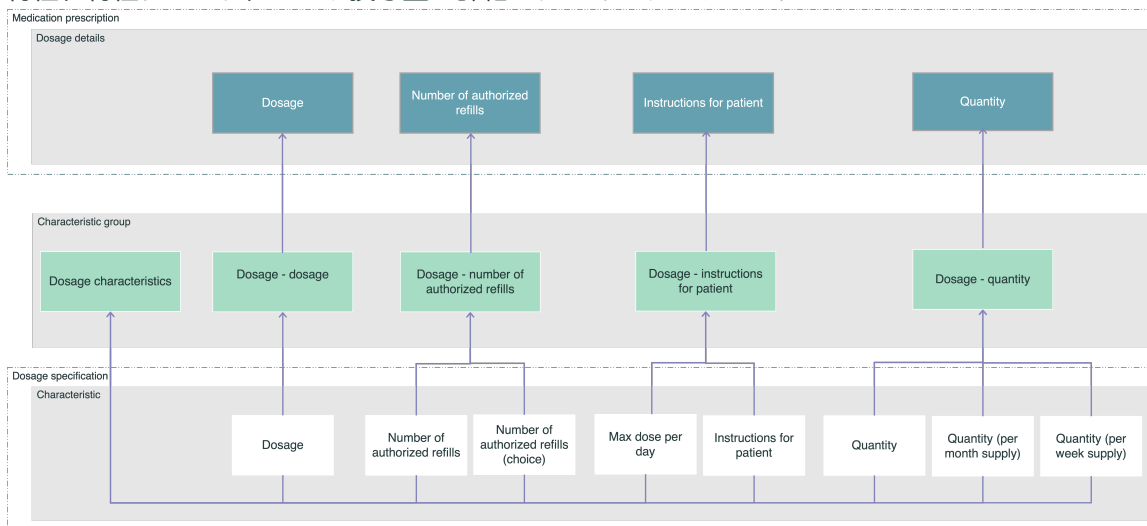 Medication prescription
Dosage details
Dosage
Number of authorized
refills
Instructions for patient
Quantity
Characteristic group
Dosage characteristics
Dosage - dosage
Dosage - number of
authorized refills
Dosage - instructions
for patient
Dosage - quantity
Dosage specification
Characteristic
Dosage
Number of
authorized refills
Number of
authorized refills
(choice)
Max dose per
day
Instructions for
patient
Quantity
Quantity (per
month supply)
Quantity (per
week supply)